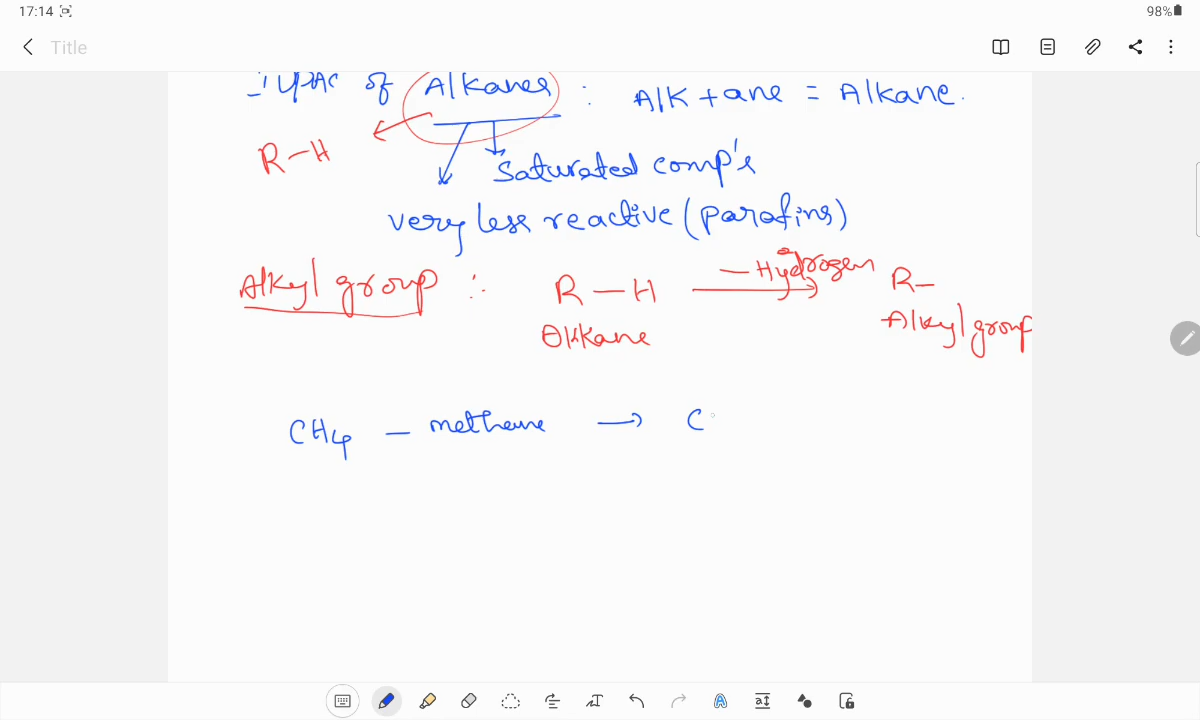 17:14 98%
Title
IUPAC of Alkanes : Alk + ane = Alkane.
R-H
Saturated comp's
very less reactive (parafins)
Alkyl group : R-H -Hydrogen → R-
Alkane Alkyl group
CH4 - methane → C